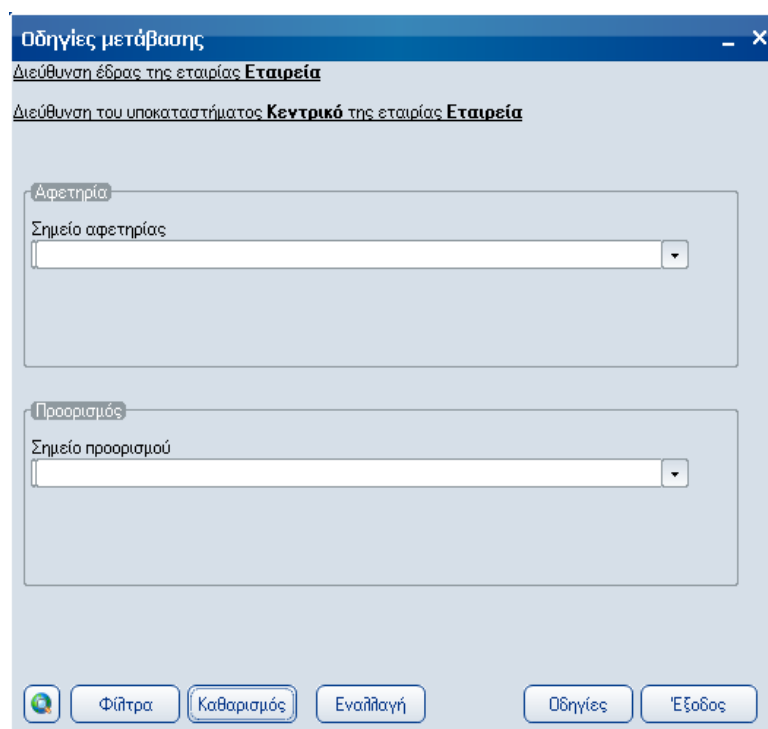 Οδηγίες μετάβασης
Διεύθυνση έδρας της εταιρίας Εταιρεία
Διεύθυνση του υποκαταστήματος Κεντρικό της εταιρίας Εταιρεία
Αφετηρία
Σημείο αφετηρίας
Προορισμός
Σημείο προορισμού
Φίλτρα Καθαρισμός Εναλλαγή Οδηγίες Έξοδος